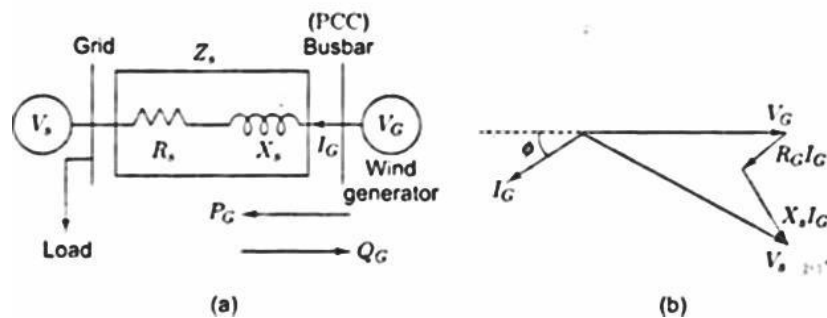 (PCC)
Grid
Z_s
Busbar
V_s
R_s
X_s
I_G
V_G
Wind
generator
P_G
Load
Q_G
(a)
V_G
ϕ
R_G I_G
I_G
X_s I_G
V_s
(b)